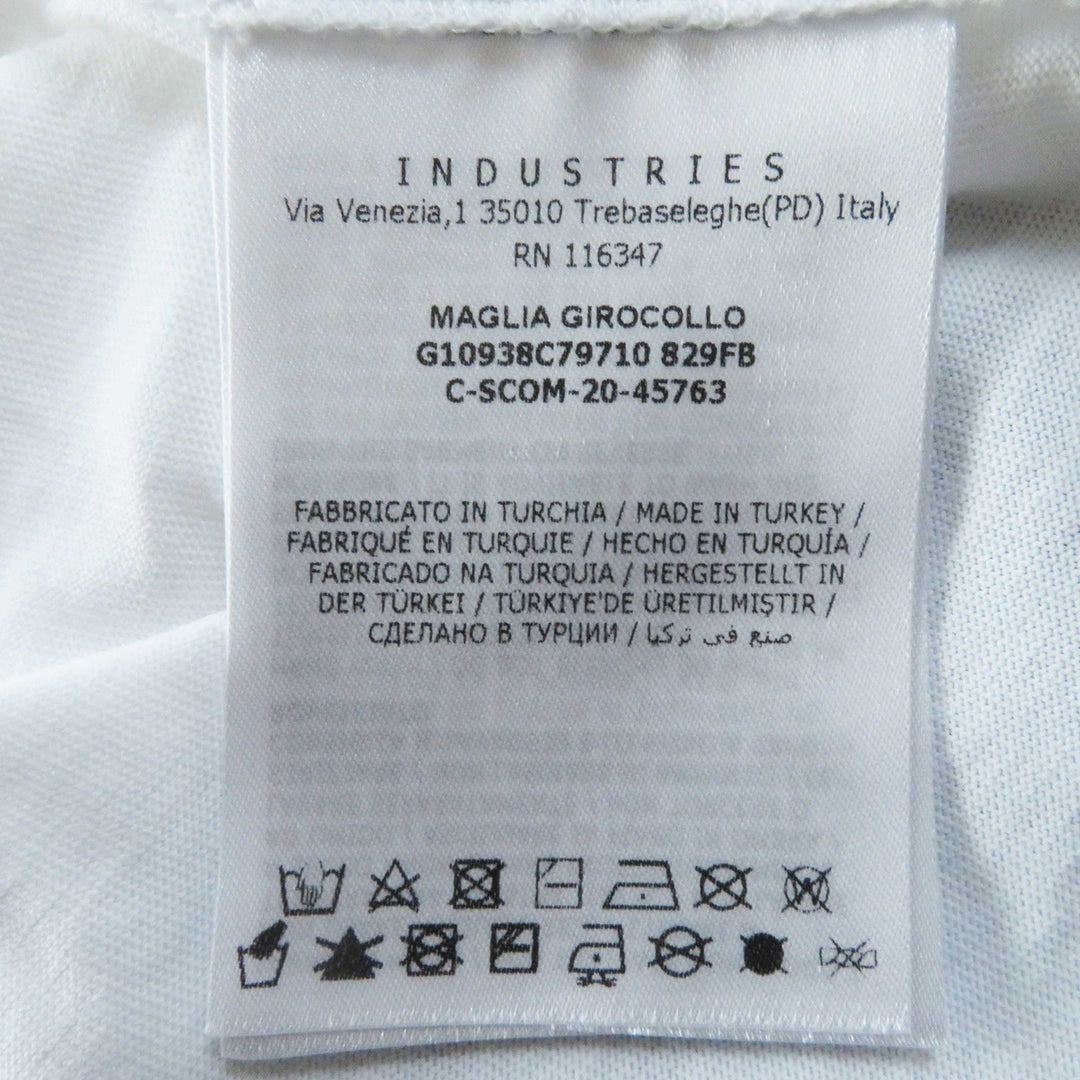 INDUSTRIES
Via Venezia,1 35010 Trebaseleghe(PD) Italy
RN 116347
MAGLIA GIROCOLLO
G10938C79710 829FB
C-SCOM-20-45763
FABBRICATO IN TURCHIA / MADE IN TURKEY /
FABRIQUÉ EN TURQUIE / HECHO EN TURQUÍA /
FABRICADO NA TURQUIA / HERGESTELLT IN
DER TÜRKEI / TÜRKIYE'DE ÜRETILMIŞTIR /
СДЕЛАНО В ТУРЦИИ / صنع في تركيا